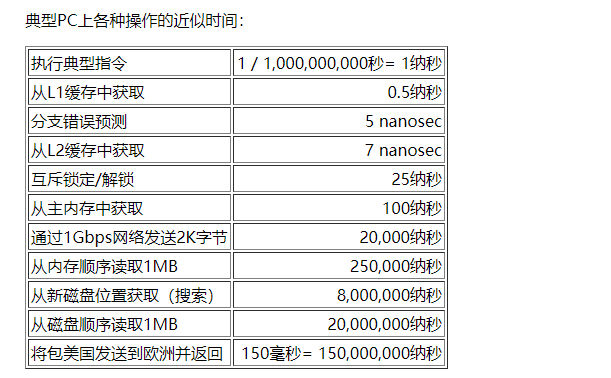 典型PC上各种操作的近似时间：
执行典型指令 1 / 1,000,000,000秒= 1纳秒
从L1缓存中获取 0.5纳秒
分支错误预测 5 nanosec
从L2缓存中获取 7 nanosec
互斥锁定/解锁 25纳秒
从主内存中获取 100纳秒
通过1Gbps网络发送2K字节 20,000纳秒
从内存顺序读取1MB 250,000纳秒
从新磁盘位置获取（搜索） 8,000,000纳秒
从磁盘顺序读取1MB 20,000,000纳秒
将包美国发送到欧洲并返回 150毫秒= 150,000,000纳秒